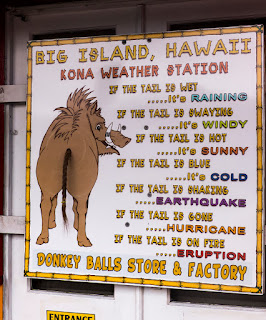 BIG ISLAND, HAWAII
KONA WEATHER STATION
IF THE TAIL IS WET
.....It's RAINING
IF THE TAIL IS SWAYING
.....It's WINDY
IF THE TAIL IS HOT
....It's SUNNY
IF THE TAIL IS BLUE
.....It's COLD
IF THE TAIL IS SHAKING
.....EARTHQUAKE
IF THE TAIL IS GONE
.....HURRICANE
IF THE TAIL IS ON FIRE
.....ERUPTION
DONKEY BALLS STORE & FACTORY
ENTRANCE